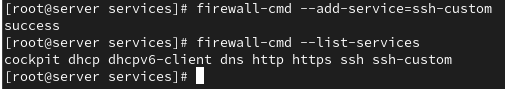 [root@server services]# firewall-cmd --add-service=ssh-custom
success
[root@server services]# firewall-cmd --list-services
cockpit dhcp dhcpv6-client dns http https ssh ssh-custom
[root@server services]#